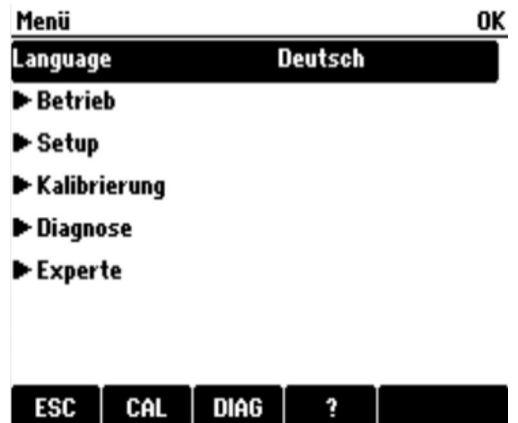 Menü OK
Language Deutsch
Betrieb
Setup
Kalibrierung
Diagnose
Experte
ESC CAL DIAG ?